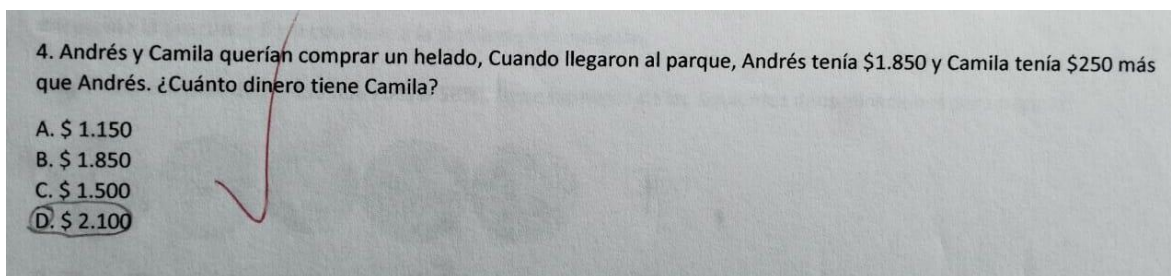 4. Andrés y Camila querían comprar un helado, Cuando llegaron al parque, Andrés tenía $1.850 y Camila tenía $250 más
que Andrés. ¿Cuánto dinero tiene Camila?
A. $ 1.150
B. $ 1.850
C. $ 1.500
D. $ 2.100